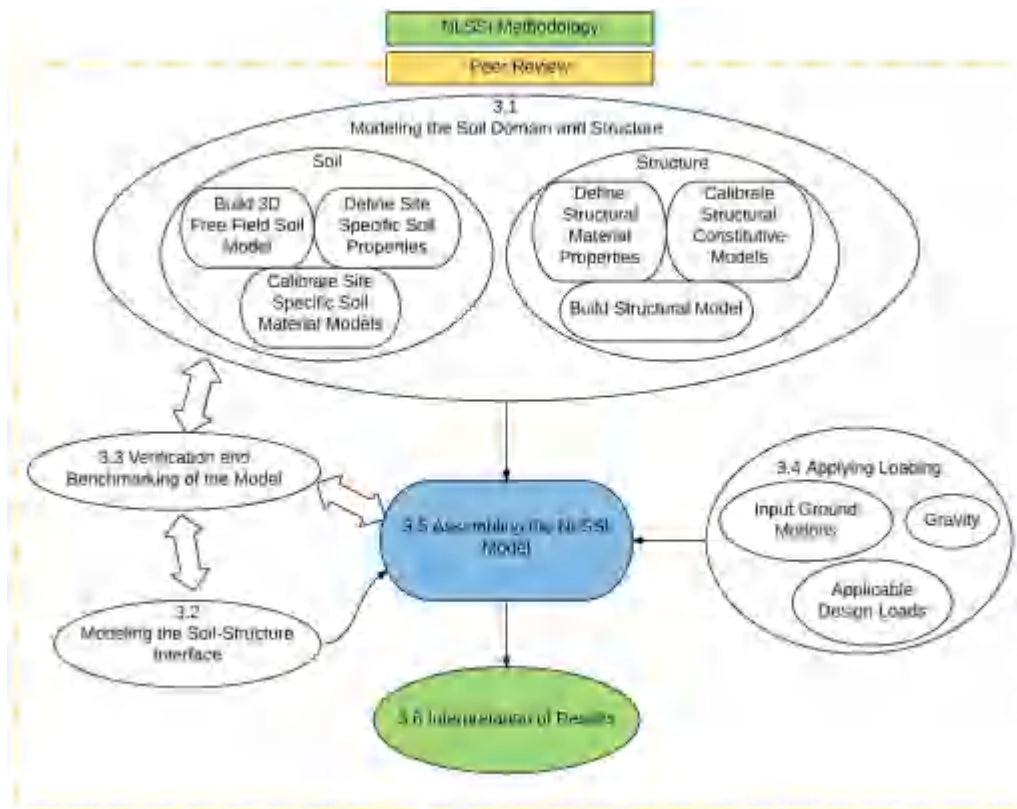 NLSSI Methodology
Peer Review
3.1
Modeling the Soil Domain and Structure
Soil
Build 3D
Free Field Soil
Model
Define Site
Specific Soil
Properties
Calibrate Site
Specific Soil
Material Models
Structure
Define
Structural
Material
Properties
Calibrate
Structural
Constitutive
Models
Build Structural Model
3.3 Verification and
Benchmarking of the Model
3.2
Modeling the Soil-Structure
Interface
3.5 Assembling the NLSSI
Model
3.4 Applying Loading
Input Ground
Motions
Gravity
Applicable
Design Loads
3.6 Interpretation of Results